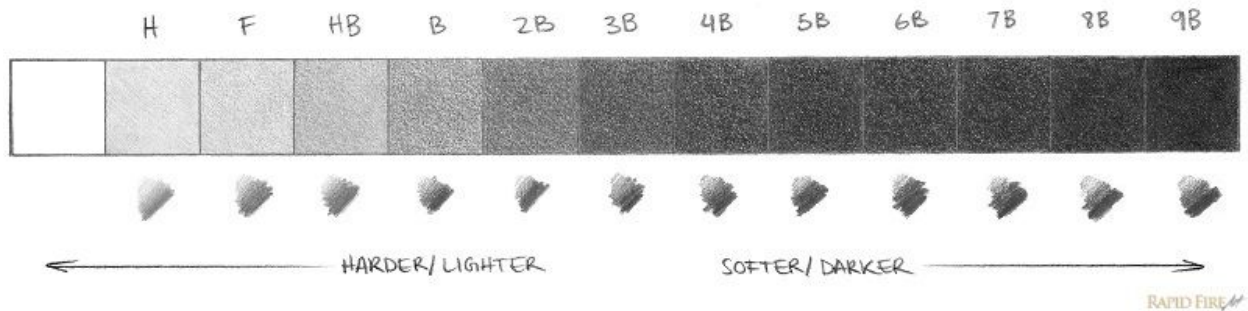 H F HB B 2B 3B 4B 5B 6B 7B 8B 9B
HARDER/LIGHTER SOFTER/DARKER
RAPID FIRE